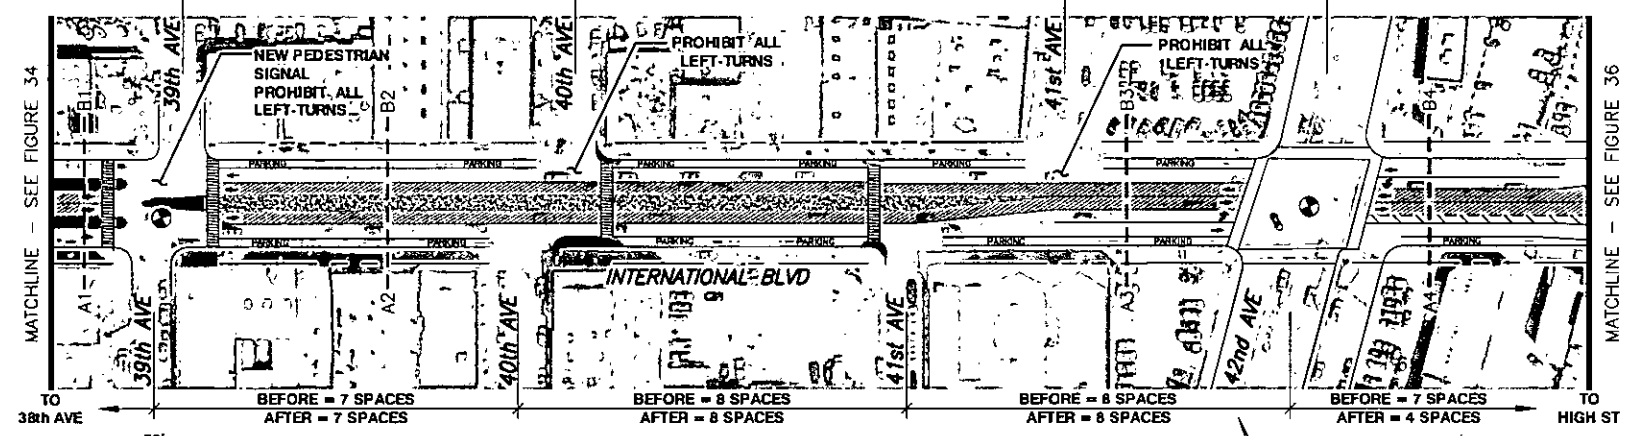 MATCHLINE – SEE FIGURE 34
39th AVE
NEW PEDESTRIAN
SIGNAL
PROHIBIT ALL
LEFT-TURNS
40th AVE
PROHIBIT ALL
LEFT-TURNS
41st AVE
PROHIBIT ALL
LEFT-TURNS
MATCHLINE – SEE FIGURE 36
B1
B2
B3
B4
PARKING
PARKING
PARKING
PARKING
PARKING
PARKING
PARKING
PARKING
PARKING
PARKING
PARKING
PARKING
PARKING
INTERNATIONAL BLVD
A1
A2
A3
A4
39th AVE
40th AVE
41st AVE
42nd AVE
TO
38th AVE
BEFORE = 7 SPACES
AFTER = 7 SPACES
BEFORE = 8 SPACES
AFTER = 8 SPACES
BEFORE = 8 SPACES
AFTER = 8 SPACES
BEFORE = 7 SPACES
AFTER = 4 SPACES
TO
HIGH ST